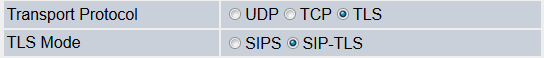 Transport Protocol UDP TCP TLS
TLS Mode SIPS SIP-TLS